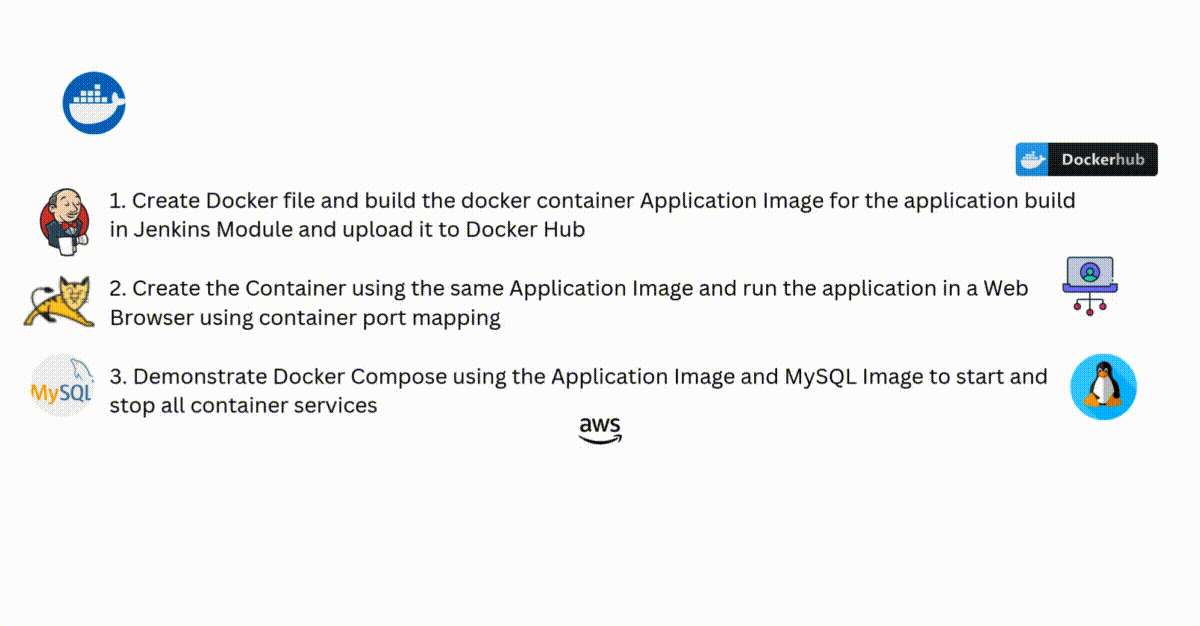 Dockerhub
1. Create Docker file and build the docker container Application Image for the application build
in Jenkins Module and upload it to Docker Hub
2. Create the Container using the same Application Image and run the application in a Web
Browser using container port mapping
MySQL
3. Demonstrate Docker Compose using the Application Image and MySQL Image to start and
stop all container services
aws